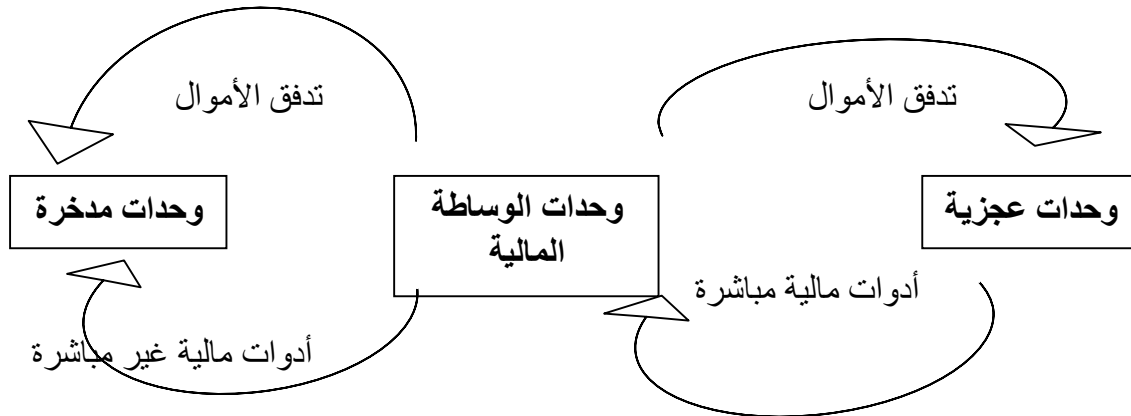 تدفق الأموال
تدفق الأموال
وحدات عجزية
وحدات الوساطة
المالية
وحدات مدخرة
أدوات مالية مباشرة
أدوات مالية غير مباشرة